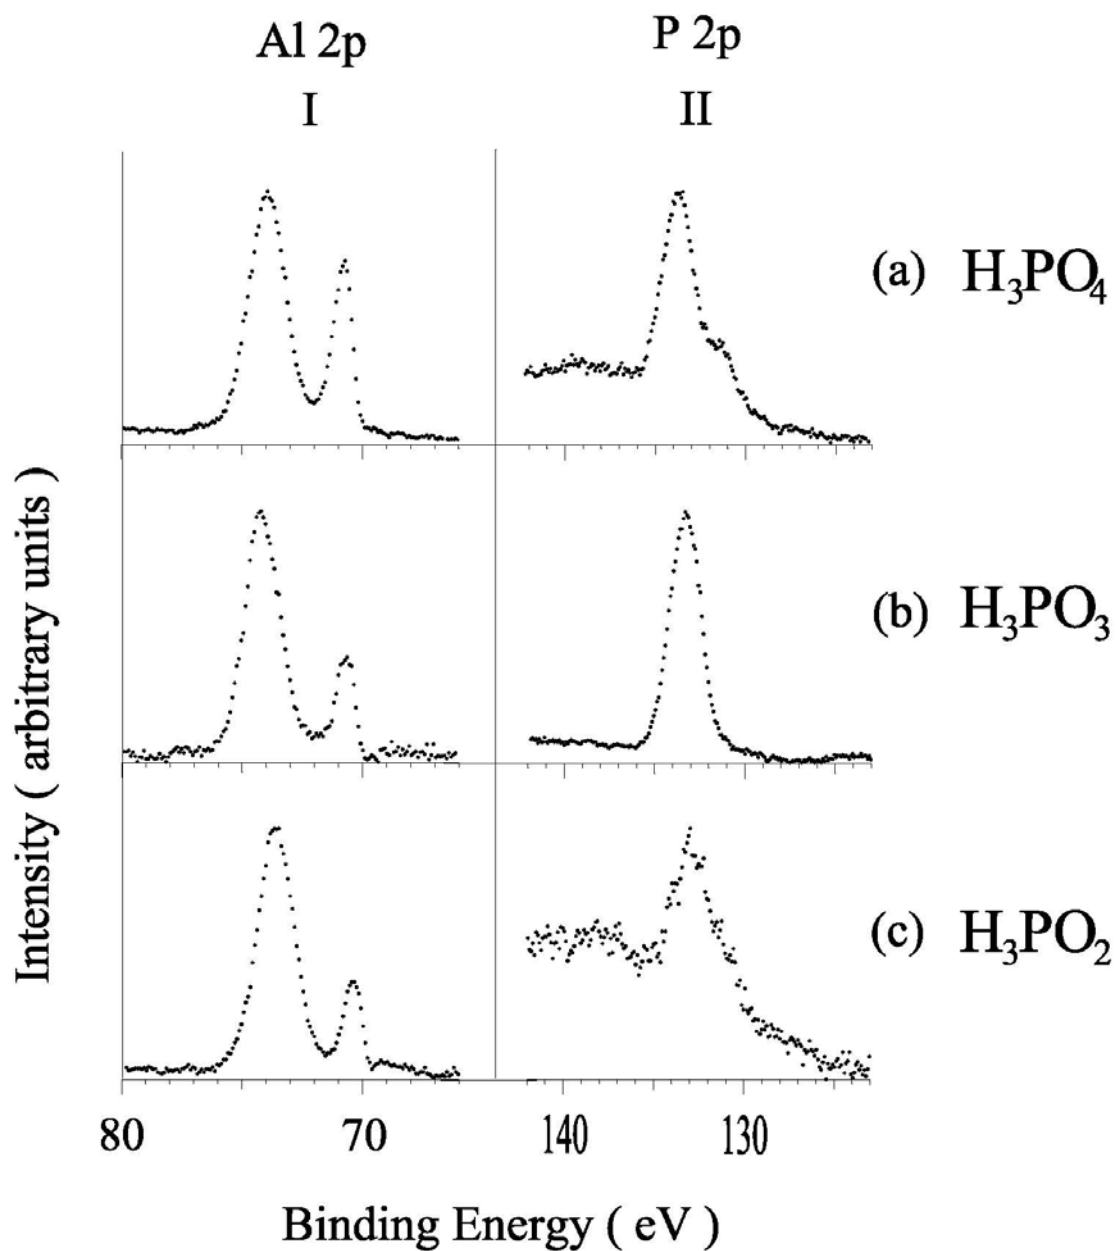 Al 2p
P 2p
I
II
(a) H₃PO₄
(b) H₃PO₃
(c) H₃PO₂
Intensity ( arbitrary units )
80
70
140
130
Binding Energy ( eV )